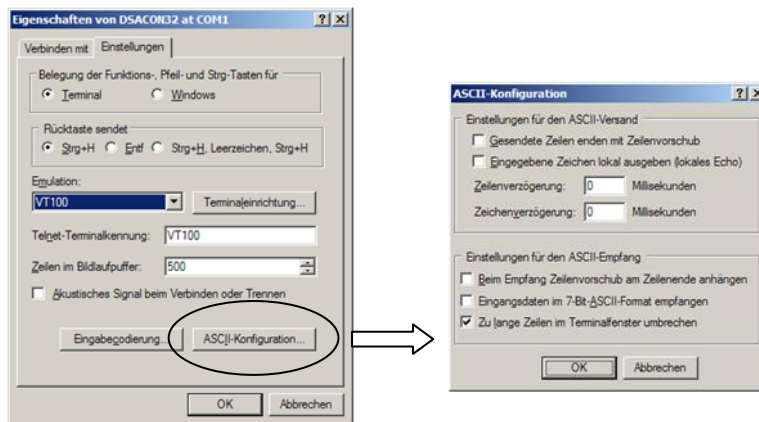 Eigenschaften von DSACON32 at COM1
Verbinden mit Einstellungen
Belegung der Funktions-, Pfeil- und Strg-Tasten für
Terminal Windows
Rücktaste sendet
Strg+H Entf Strg+H, Leerzeichen, Strg+H
Emulation:
VT100 Terminaleinrichtung...
Telnet-Terminalkennung: VT100
Zeilen im Bildlaufpuffer: 500
Akustisches Signal beim Verbinden oder Trennen
Eingabecodierung... ASCII-Konfiguration...
OK Abbrechen
ASCII-Konfiguration
Einstellungen für den ASCII-Versand
Gesendete Zeilen enden mit Zeilenvorschub
Eingegebene Zeichen lokal ausgeben (lokales Echo)
Zeilenverzögerung: 0 Millisekunden
Zeichenverzögerung: 0 Millisekunden
Einstellungen für den ASCII-Empfang
Beim Empfang Zeilenvorschub am Zeilenende anhängen
Eingangsdaten im 7-Bit-ASCII-Format empfangen
Zu lange Zeilen im Terminalfenster umbrechen
OK Abbrechen